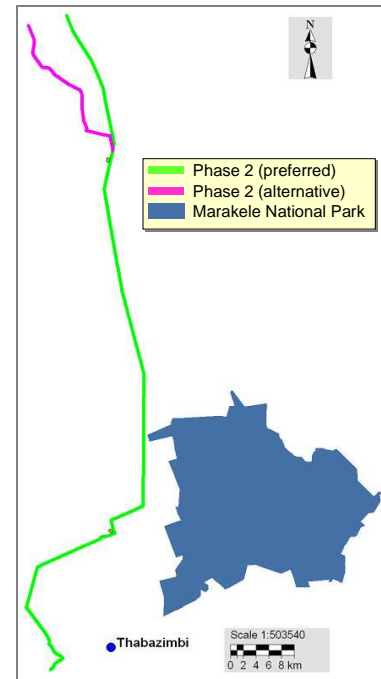 N
Phase 2 (preferred)
Phase 2 (alternative)
Marakele National Park
Thabazimbi
Scale 1:503540
0 2 4 6 8 km